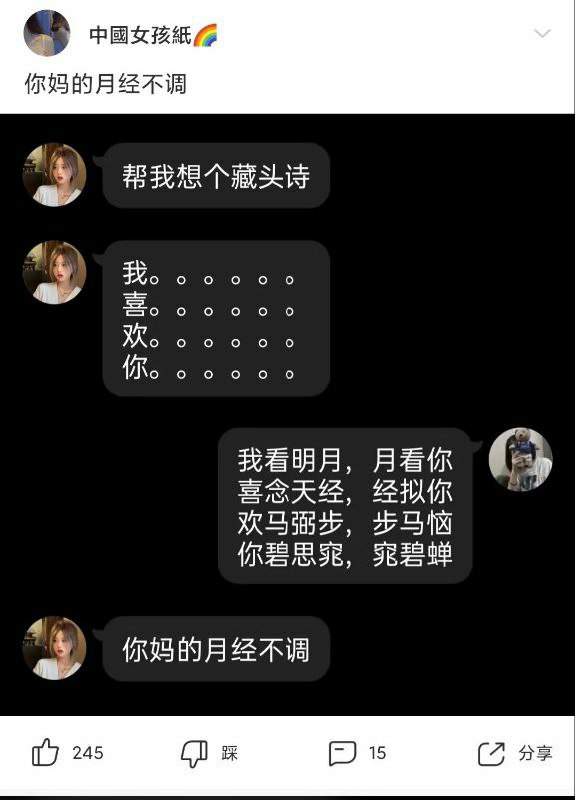 中國女孩紙🌈
你妈的月经不调
帮我想个藏头诗
我。。。。。。
喜。。。。。。
欢。。。。。。
你。。。。。。
我看明月，月看你
喜念天经，经拟你
欢马弼步，步马恼
你碧思窕，窕碧蝉
你妈的月经不调
245
踩
15
分享